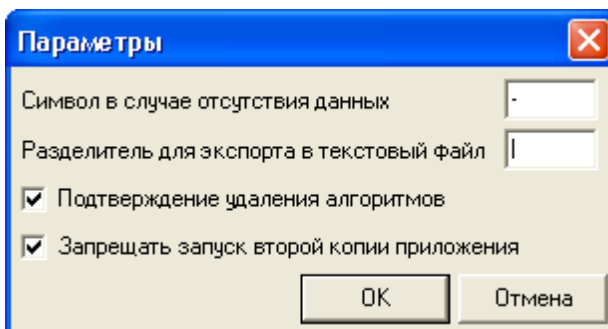 Параметры
Символ в случае отсутствия данных -
Разделитель для экспорта в текстовый файл |
Подтверждение удаления алгоритмов
Запрещать запуск второй копии приложения
OK Отмена